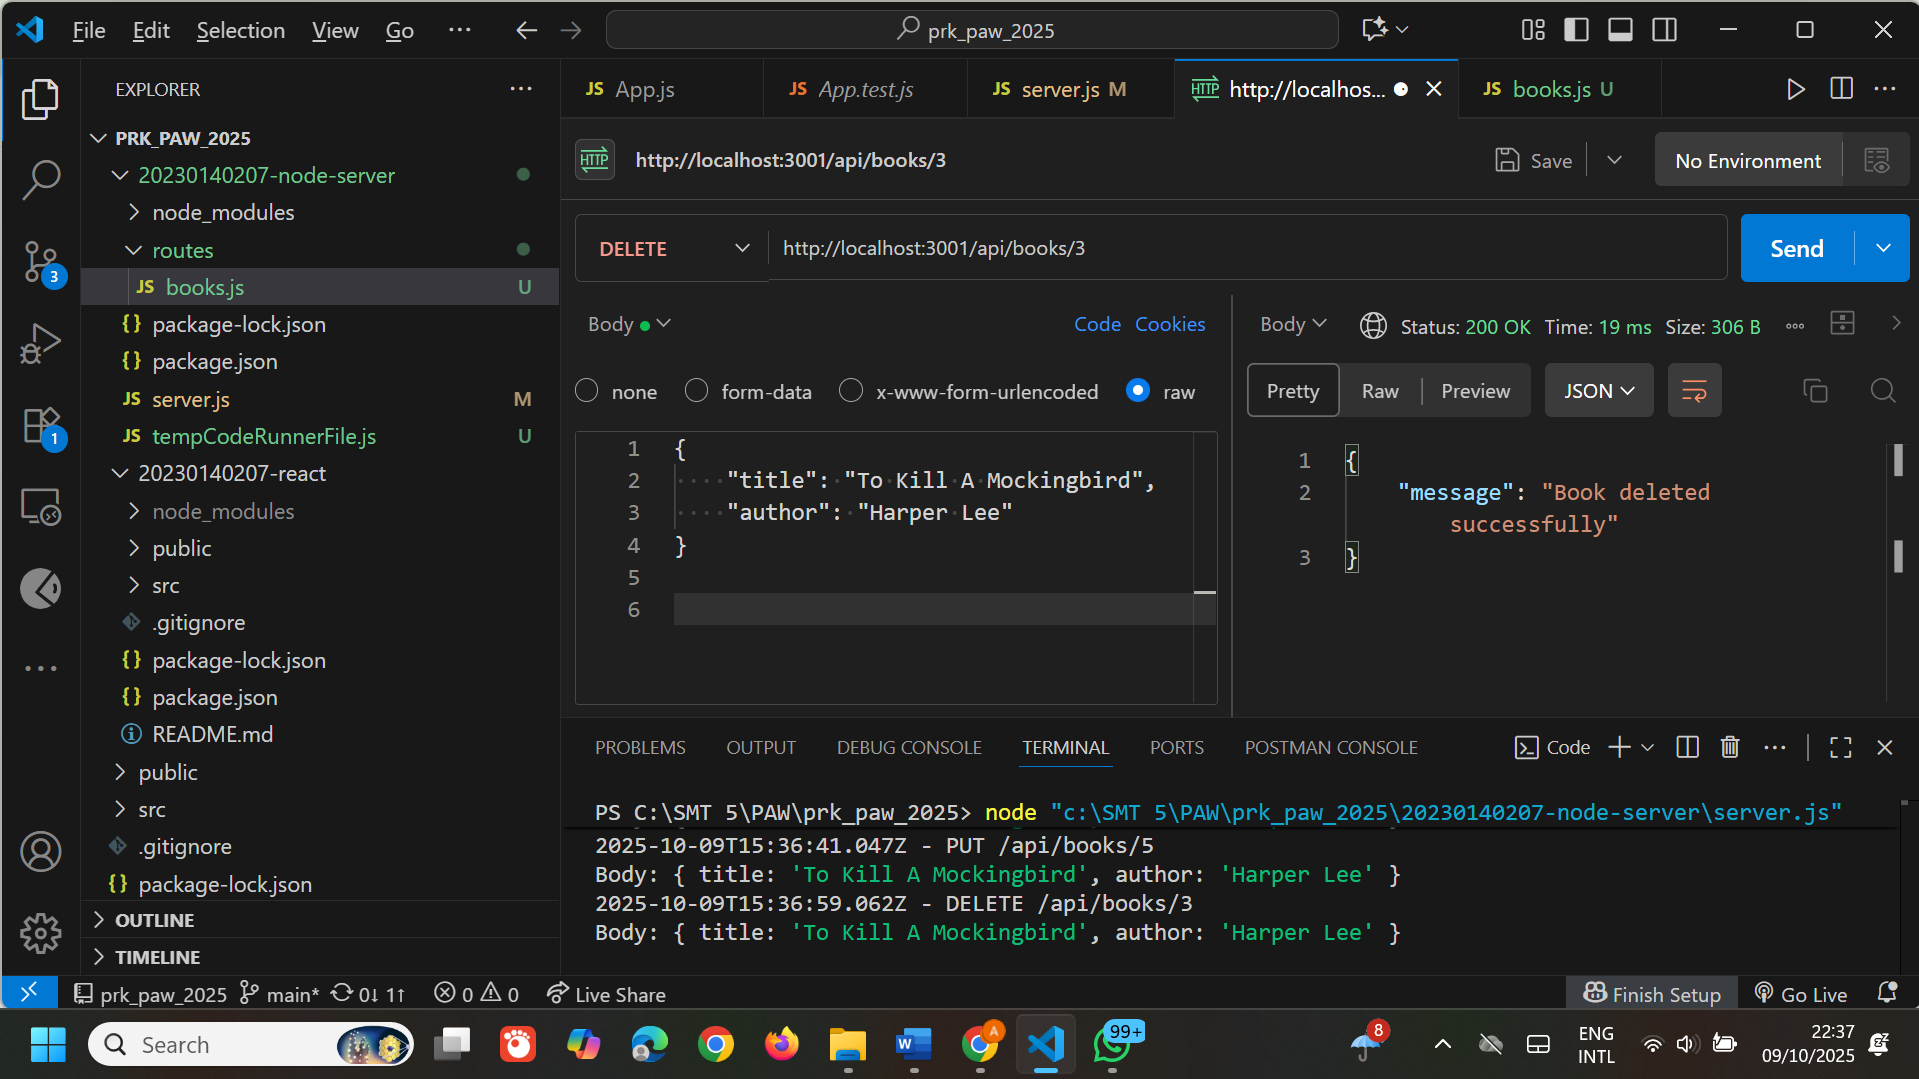 File Edit Selection View Go ··· prk_paw_2025
EXPLORER ···
PRK_PAW_2025
20230140207-node-server
node_modules
routes
JS books.js U
{} package-lock.json
{} package.json
JS server.js M
JS tempCodeRunnerFile.js U
20230140207-react
node_modules
public
src
.gitignore
{} package-lock.json
{} package.json
README.md
public
src
.gitignore
{} package-lock.json
OUTLINE
TIMELINE
3
1
JS App.js
JS App.test.js
JS server.js M
HTTP http://localhos...
JS books.js U
HTTP http://localhost:3001/api/books/3
Save
No Environment
DELETE http://localhost:3001/api/books/3
Send
Body Code Cookies
none form-data x-www-form-urlencoded raw
1 {
2 "title": "To Kill A Mockingbird",
3 "author": "Harper Lee"
4 }
5
6
Body Status: 200 OK Time: 19 ms Size: 306 B
Pretty Raw Preview JSON
1 {
2 "message": "Book deleted
successfully"
3 }
PROBLEMS OUTPUT DEBUG CONSOLE TERMINAL PORTS POSTMAN CONSOLE Code
PS C:\SMT 5\PAW\prk_paw_2025> node "c:\SMT 5\PAW\prk_paw_2025\20230140207-node-server\server.js"
2025-10-09T15:36:41.047Z - PUT /api/books/5
Body: { title: 'To Kill A Mockingbird', author: 'Harper Lee' }
2025-10-09T15:36:59.062Z - DELETE /api/books/3
Body: { title: 'To Kill A Mockingbird', author: 'Harper Lee' }
prk_paw_2025 main* 0↓ 1↑ 0 0 Live Share Finish Setup Go Live
Search
W
A
99+
8
ENG
INTL
22:37
09/10/2025